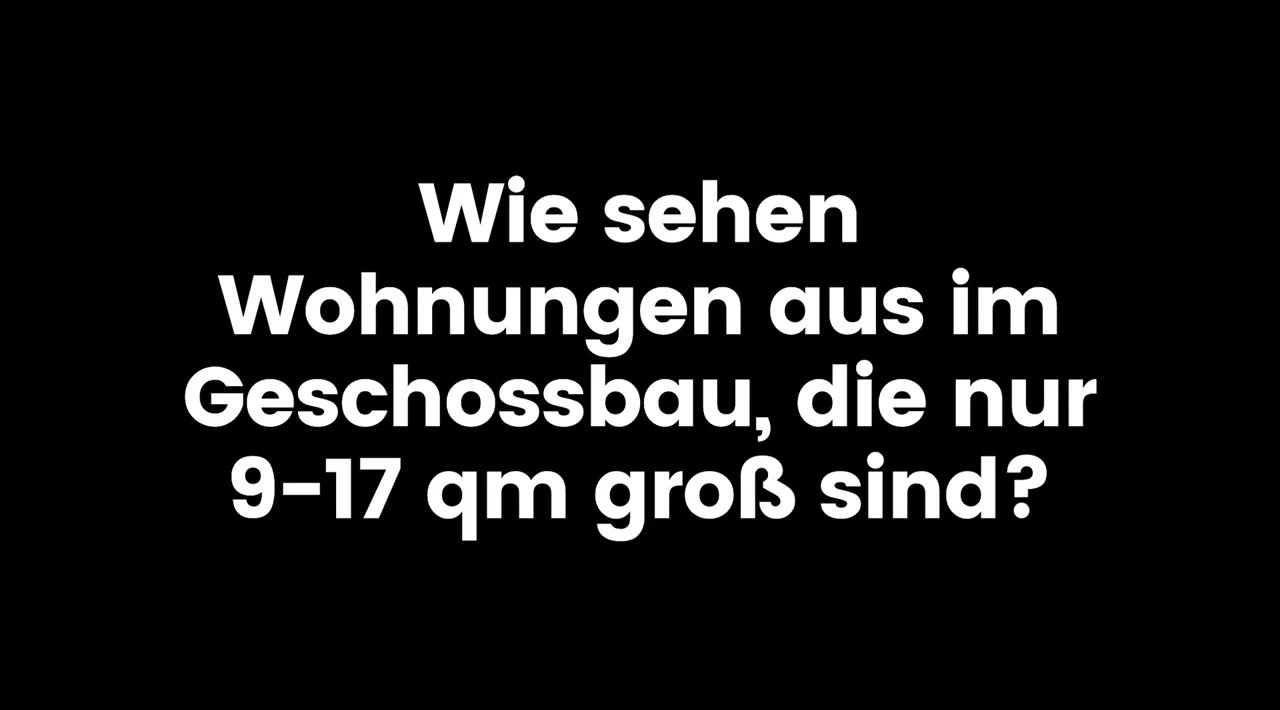 Wie sehen
Wohnungen aus im
Geschossbau, die nur
9-17 qm groß sind?